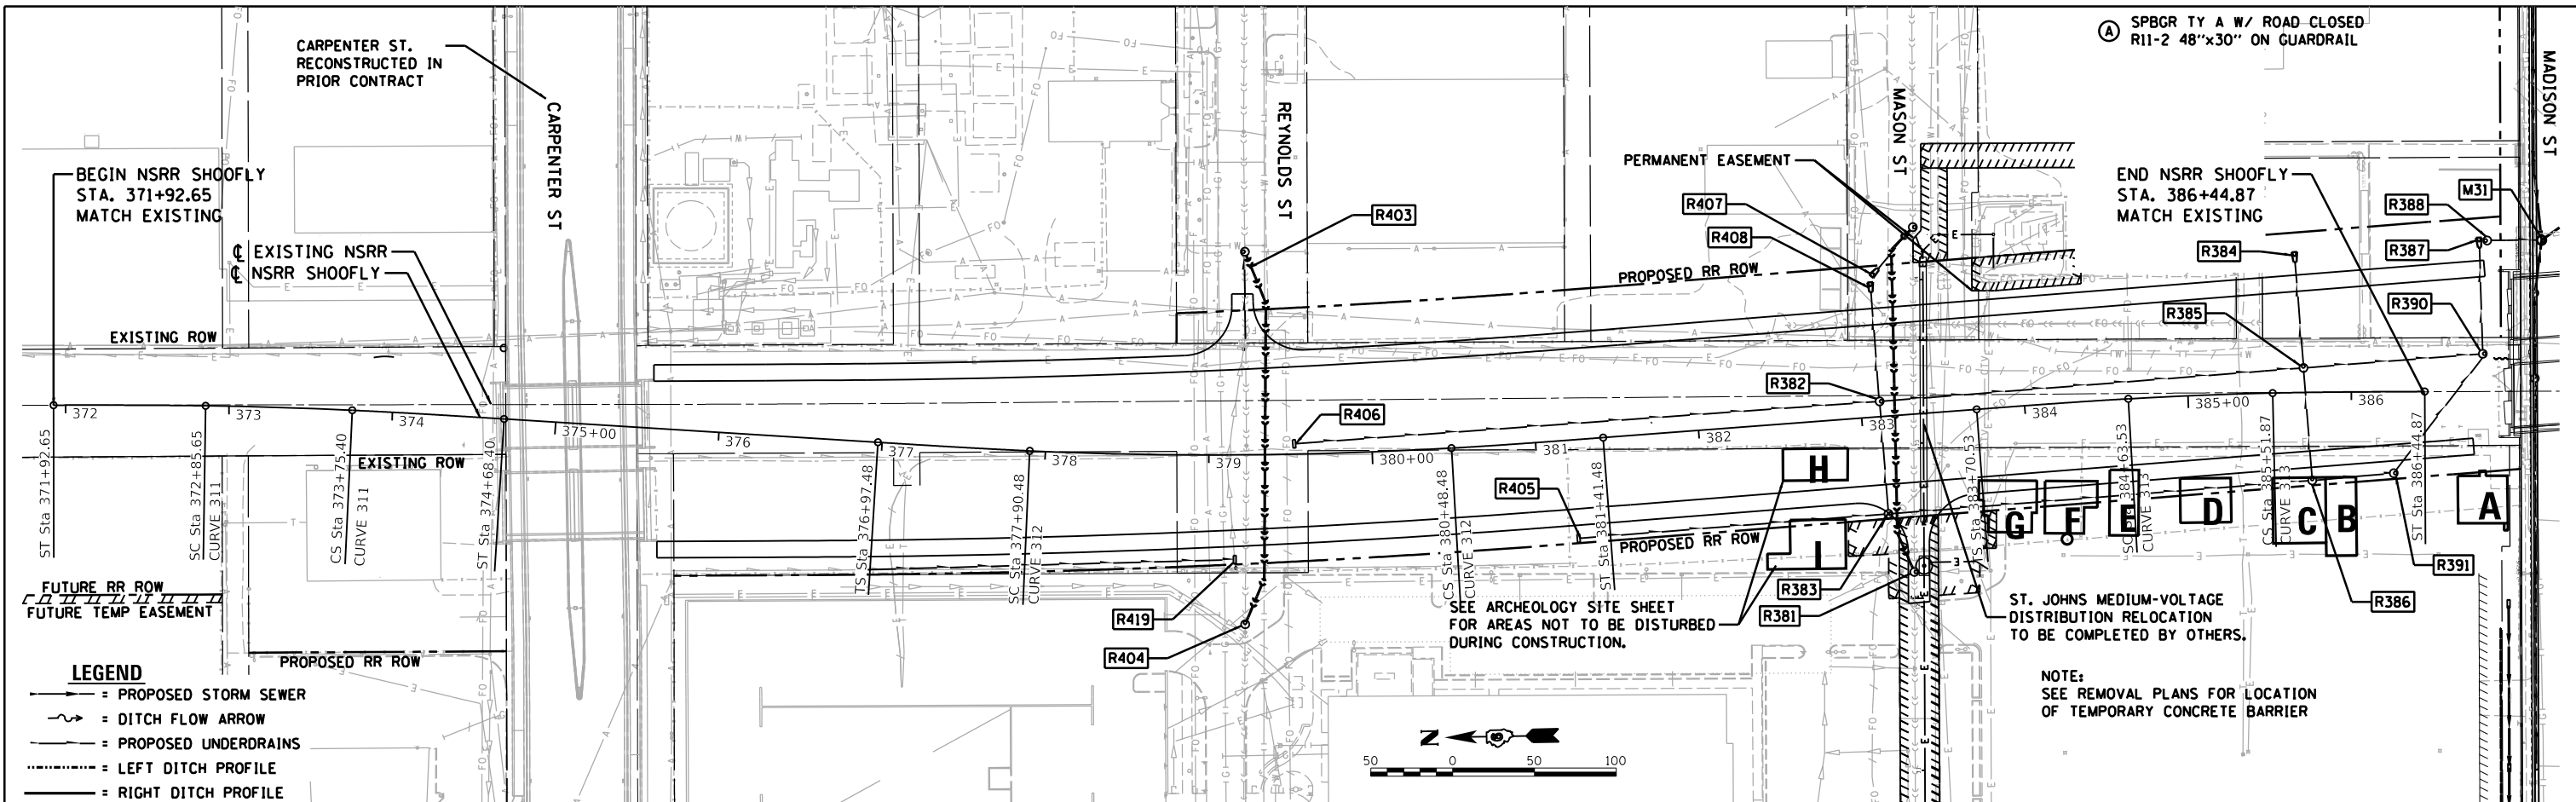 CARPENTER ST.
RECONSTRUCTED IN
PRIOR CONTRACT
Ⓐ SPBGR TY A W/ ROAD CLOSED
R11-2 48"x30" ON GUARDRAIL
CARPENTER ST
REYNOLDS ST
MASON ST
MADISON ST
BEGIN NSRR SHOOFLY
STA. 371+92.65
MATCH EXISTING
℄ EXISTING NSRR
℄ NSRR SHOOFLY
EXISTING ROW
EXISTING ROW
PERMANENT EASEMENT
END NSRR SHOOFLY
STA. 386+44.87
MATCH EXISTING
R403
R407
R408
R384
R385
R388
R387
M31
R390
R382
R406
R405
R383
R381
R419
R404
R391
R386
PROPOSED RR ROW
PROPOSED RR ROW
PROPOSED RR ROW
372
373
374
375+00
376
377
378
379
380+00
381
382
383
384
385+00
386
ST Sta 371+92.65
SC Sta 372+85.65
CURVE 311
CS Sta 373+75.40
CURVE 311
ST Sta 374+68.40
TS Sta 376+97.48
SC Sta 377+90.48
CURVE 312
CS Sta 380+48.48
CURVE 312
ST Sta 381+41.48
TS Sta 383+70.53
SC Sta 384+63.53
CURVE 313
CS Sta 385+51.87
CURVE 313
ST Sta 386+44.87
H
I
G
F
E
D
C
B
A
SEE ARCHEOLOGY SITE SHEET
FOR AREAS NOT TO BE DISTURBED
DURING CONSTRUCTION.
ST. JOHNS MEDIUM-VOLTAGE
DISTRIBUTION RELOCATION
TO BE COMPLETED BY OTHERS.
NOTE:
SEE REMOVAL PLANS FOR LOCATION
OF TEMPORARY CONCRETE BARRIER
FUTURE RR ROW
FUTURE TEMP EASEMENT
LEGEND
= PROPOSED STORM SEWER
= DITCH FLOW ARROW
= PROPOSED UNDERDRAINS
= LEFT DITCH PROFILE
= RIGHT DITCH PROFILE
N
50 0 50 100